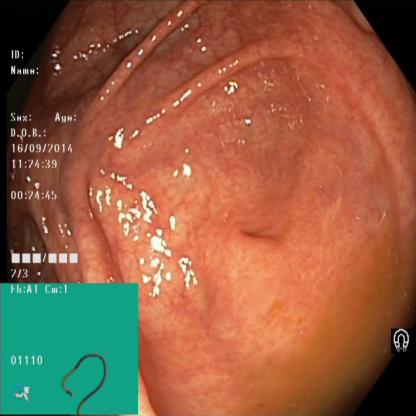 ID:
Name:
Sex: Age:
D.O.B.:
16/09/2014
11:24:39
00:24:45
/
2/3
Ph:A1 Cm:1
01110